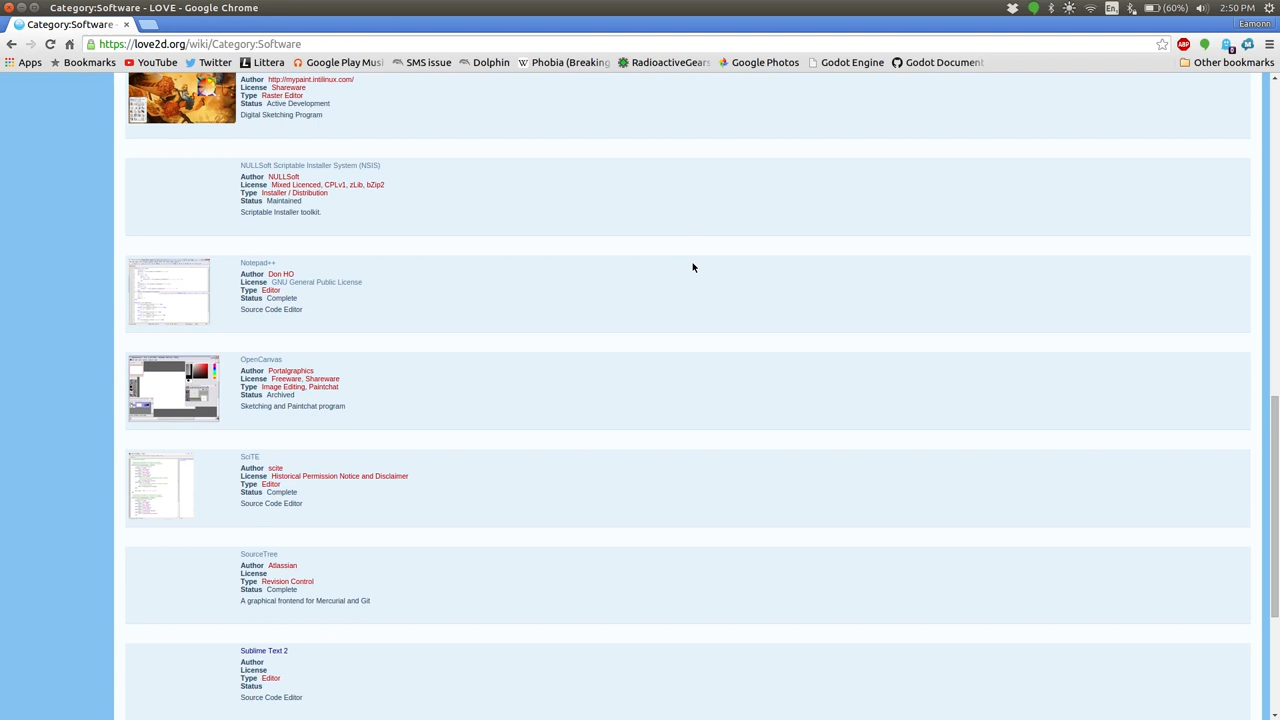 Category:Software - LOVE - Google Chrome
En
(60%)
2:50 PM
Category:Software -
Eamonn
https://love2d.org/wiki/Category:Software
ABP
Apps
Bookmarks
YouTube
Twitter
Littera
Google Play Music
SMS issue
Dolphin
Phobia (Breaking
RadioactiveGears
Google Photos
Godot Engine
Godot Document
Other bookmarks
Author http://mypaint.intilinux.com/
License Shareware
Type Raster Editor
Status Active Development
Digital Sketching Program
NULLSoft Scriptable Installer System (NSIS)
Author NULLSoft
License Mixed Licenced, CPLv1, zLib, bZip2
Type Installer / Distribution
Status Maintained
Scriptable Installer toolkit.
Notepad++
Author Don HO
License GNU General Public License
Type Editor
Status Complete
Source Code Editor
OpenCanvas
Author Portalgraphics
License Freeware, Shareware
Type Image Editing, Paintchat
Status Archived
Sketching and Paintchat program
SciTE
Author scite
License Historical Permission Notice and Disclaimer
Type Editor
Status Complete
Source Code Editor
SourceTree
Author Atlassian
License
Type Revision Control
Status Complete
A graphical frontend for Mercurial and Git
Sublime Text 2
Author
License
Type Editor
Status
Source Code Editor